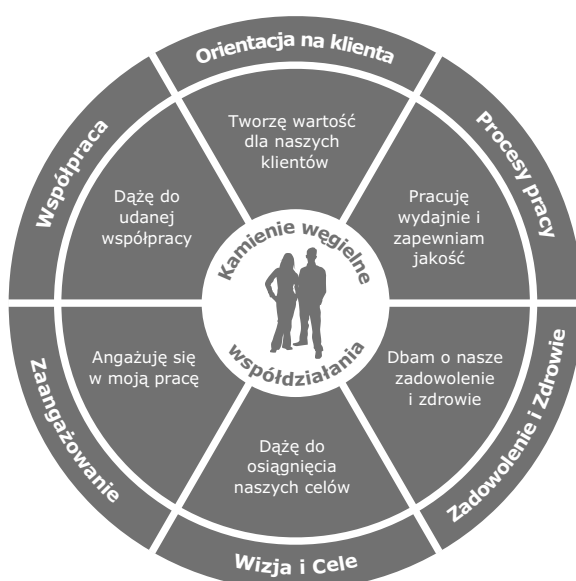 Orientacja na klienta
Tworzę wartość
dla naszych
klientów
Procesy pracy
Pracuję
wydajnie i
zapewniam
jakość
Zadowolenie i Zdrowie
Dbam o nasze
zadowolenie
i zdrowie
Wizja i Cele
Dążę do
osiągnięcia
naszych celów
Zaangażowanie
Angażuję się
w moją pracę
Współpraca
Dążę do
udanej
współpracy
Kamienie węgielne
współdziałania